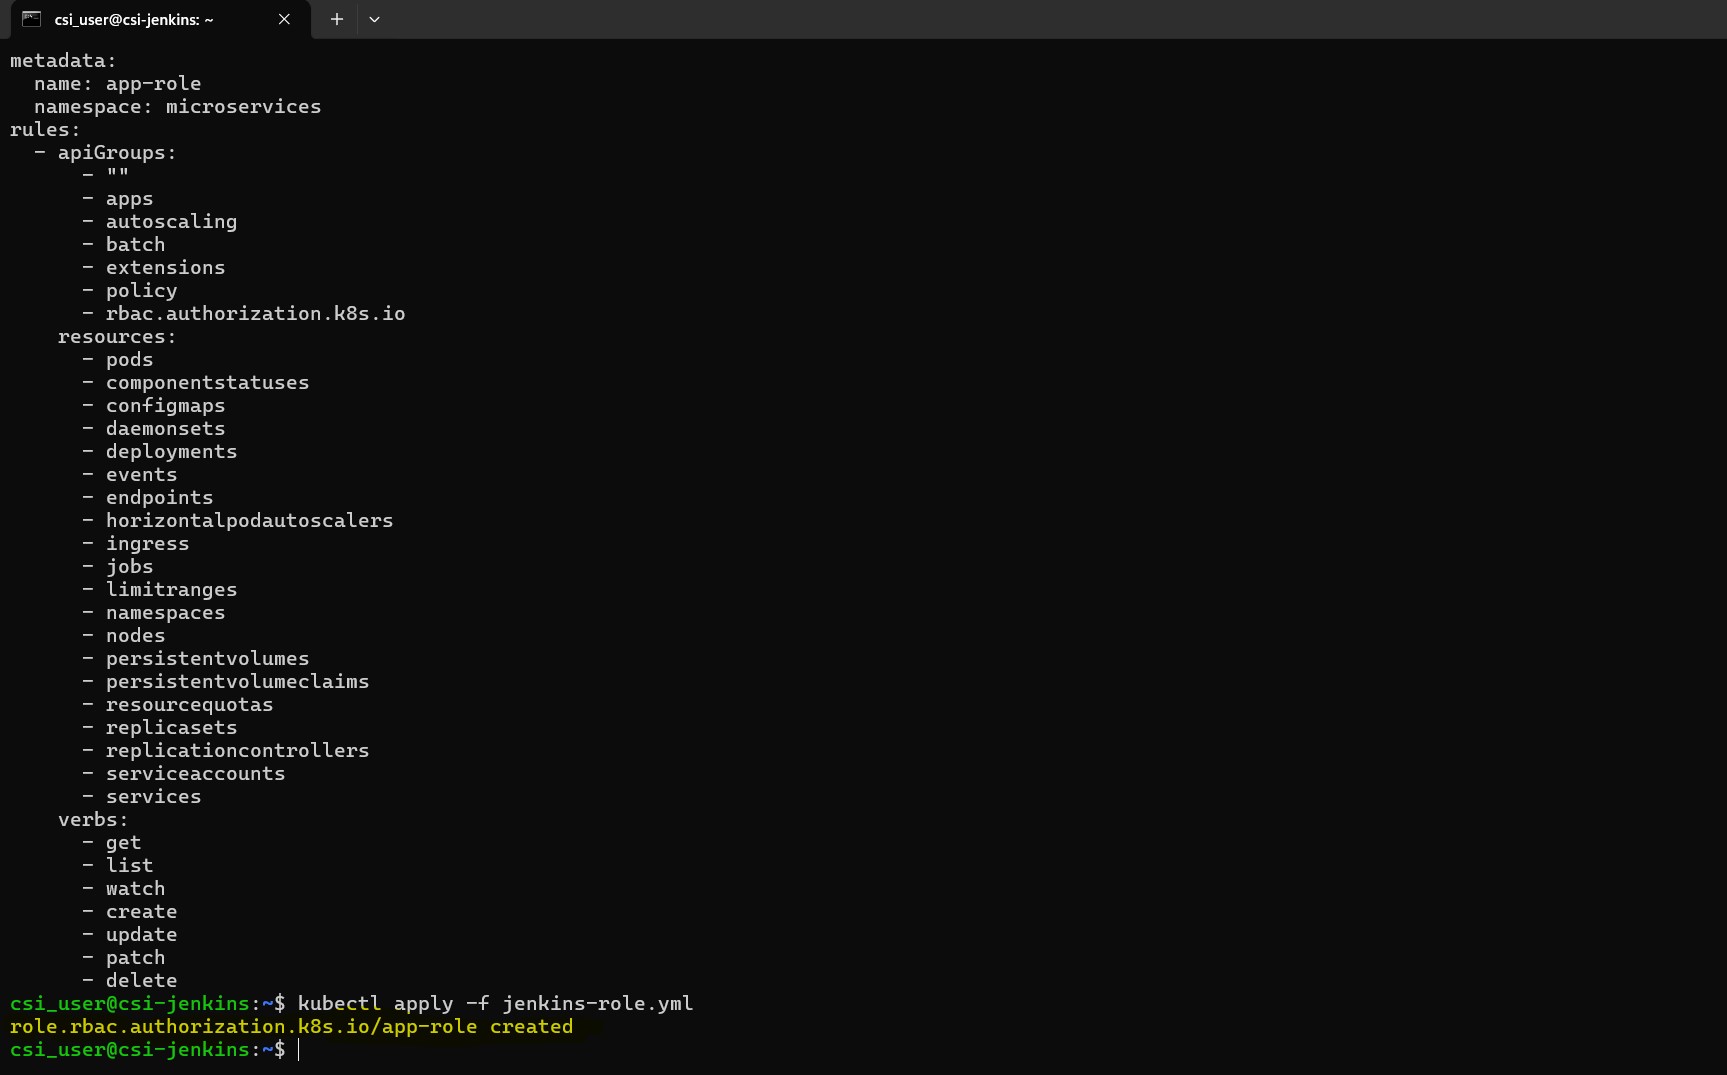 csi_user@csi-jenkins: ~
metadata:
  name: app-role
  namespace: microservices
rules:
  - apiGroups:
      - ""
      - apps
      - autoscaling
      - batch
      - extensions
      - policy
      - rbac.authorization.k8s.io
    resources:
      - pods
      - componentstatuses
      - configmaps
      - daemonsets
      - deployments
      - events
      - endpoints
      - horizontalpodautoscalers
      - ingress
      - jobs
      - limitranges
      - namespaces
      - nodes
      - persistentvolumes
      - persistentvolumeclaims
      - resourcequotas
      - replicasets
      - replicationcontrollers
      - serviceaccounts
      - services
    verbs:
      - get
      - list
      - watch
      - create
      - update
      - patch
      - delete
csi_user@csi-jenkins:~$ kubectl apply -f jenkins-role.yml
role.rbac.authorization.k8s.io/app-role created
csi_user@csi-jenkins:~$